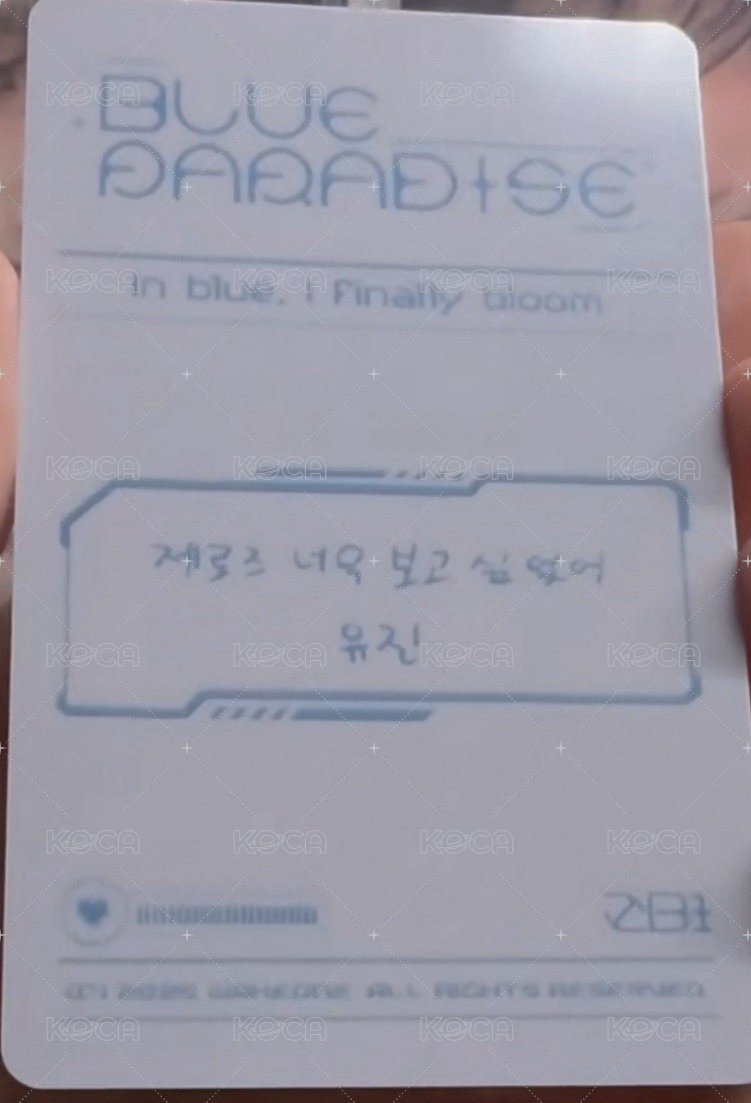 BLUE
PARADISE
In blue, I Finally Bloom
제로즈 너무 보고 싶었어
유진
ZB1
(C) 2025 WAKEONE ALL RIGHTS RESERVED
KOCA